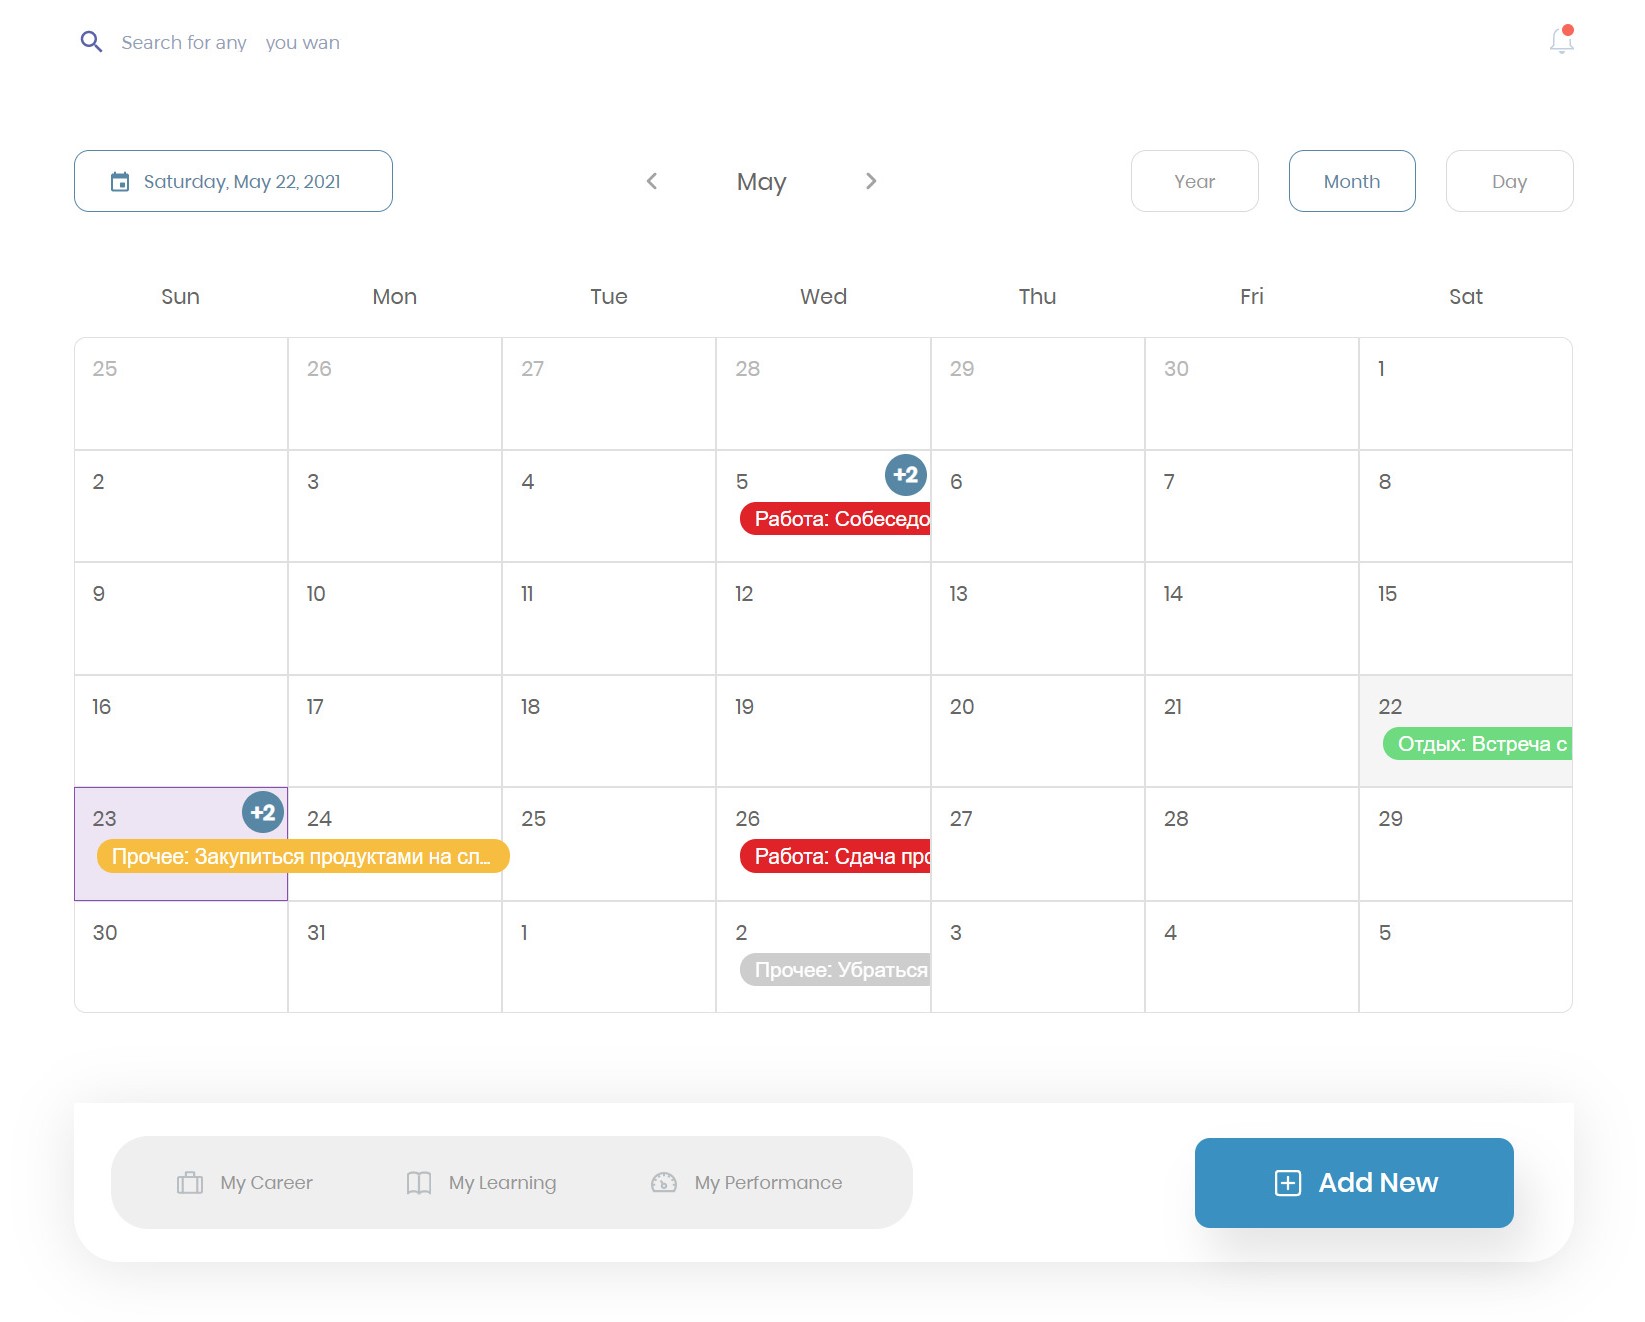 Search for any you wan
Saturday, May 22, 2021
May
Year
Month
Day
Sun Mon Tue Wed Thu Fri Sat
25 26 27 28 29 30 1
2 3 4 5 +2 6 7 8
Работа: Собеседо
9 10 11 12 13 14 15
16 17 18 19 20 21 22
Отдых: Встреча с
23 +2 24 25 26 27 28 29
Прочее: Закупиться продуктами на сл... Работа: Сдача про
30 31 1 2 3 4 5
Прочее: Убраться
My Career My Learning My Performance
Add New